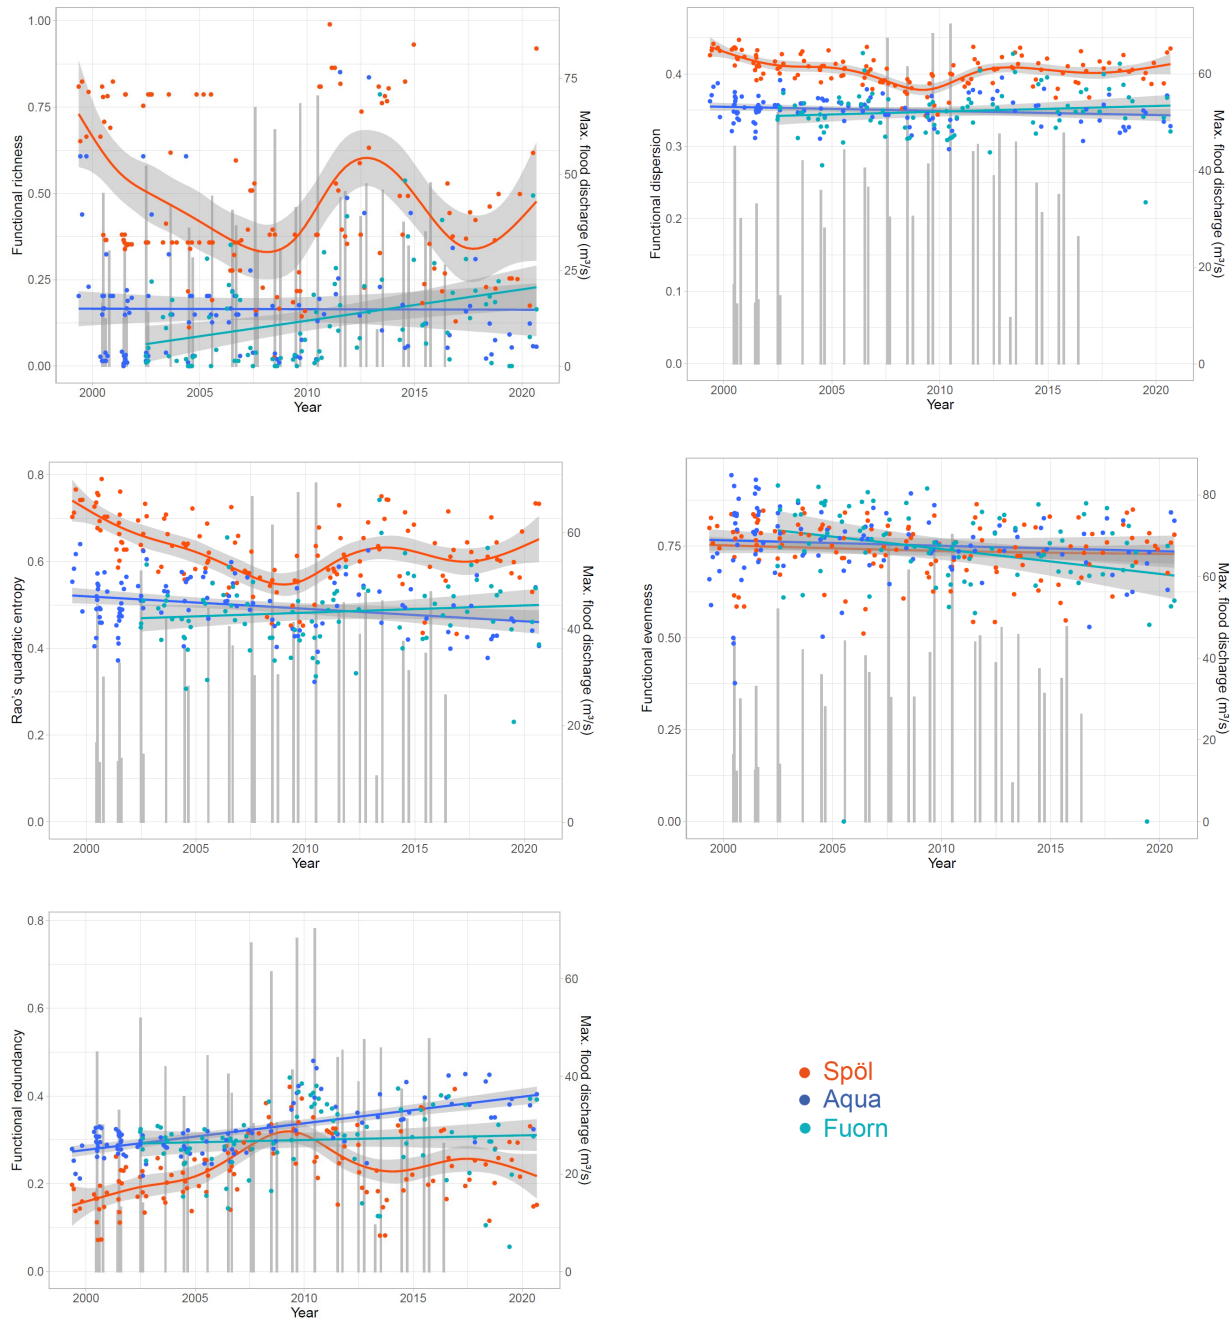 1.00
0.75
0.50
0.25
0.00
Functional richness
75
50
25
0
Max. flood discharge (m³/s)
2000 2005 2010 2015 2020
Year
0.4
0.3
0.2
0.1
0.0
Functional dispersion
60
40
20
0
Max. flood discharge (m³/s)
2000 2005 2010 2015 2020
Year
0.8
0.6
0.4
0.2
0.0
Rao's quadratic entropy
60
40
20
0
Max. flood discharge (m³/s)
2000 2005 2010 2015 2020
Year
0.75
0.50
0.25
0.00
Functional evenness
80
60
40
20
0
Max. flood discharge (m³/s)
2000 2005 2010 2015 2020
Year
0.8
0.6
0.4
0.2
0.0
Functional redundancy
60
40
20
0
Max. flood discharge (m³/s)
2000 2005 2010 2015 2020
Year
Spöl
Aqua
Fuorn